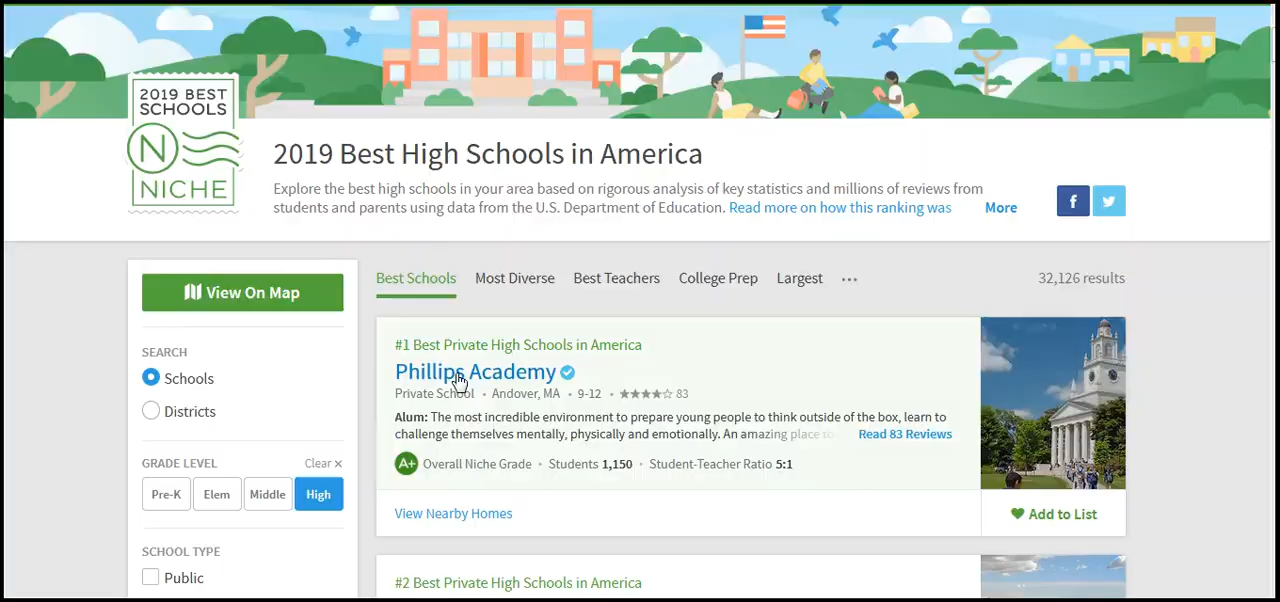 2019 BEST
SCHOOLS
N
NICHE
2019 Best High Schools in America
Explore the best high schools in your area based on rigorous analysis of key statistics and millions of reviews from
students and parents using data from the U.S. Department of Education. Read more on how this ranking was More
f
View On Map
Best Schools Most Diverse Best Teachers College Prep Largest ... 32,126 results
SEARCH
Schools
Districts
GRADE LEVEL Clear ×
Pre-K Elem Middle High
SCHOOL TYPE
Public
#1 Best Private High Schools in America
Phillips Academy
Private School • Andover, MA • 9-12 • ★★★★☆ 83
Alum: The most incredible environment to prepare young people to think outside of the box, learn to
challenge themselves mentally, physically and emotionally. An amazing place to Read 83 Reviews
A+ Overall Niche Grade • Students 1,150 • Student-Teacher Ratio 5:1
View Nearby Homes
Add to List
#2 Best Private High Schools in America